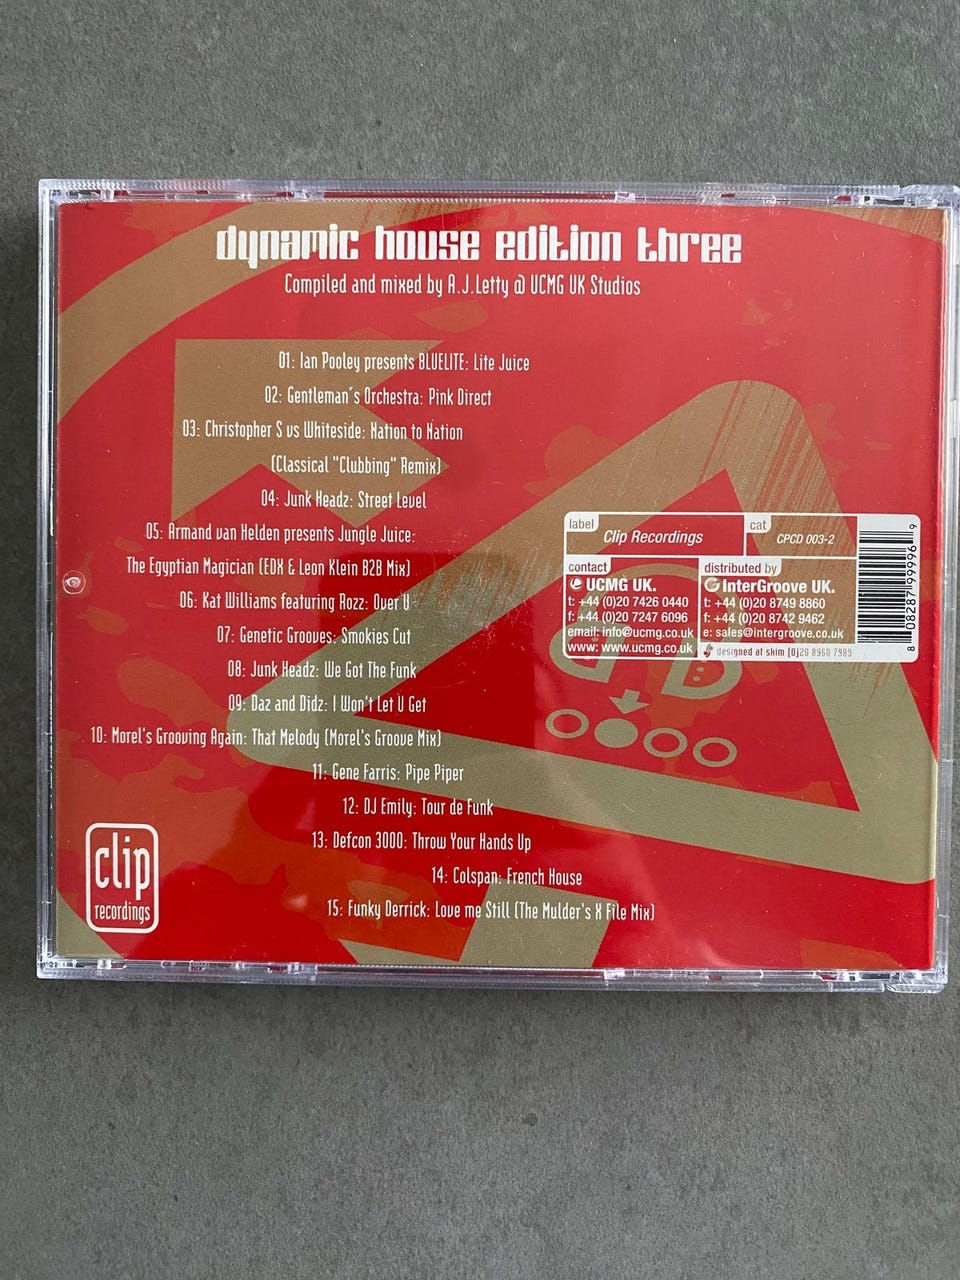 dynamic house edition three
Compiled and mixed by A.J.Letty @ UCMG UK Studios
01: Ian Pooley presents BLUELITE: Lite Juice
02: Gentleman´s Orchestra: Pink Direct
03: Christopher S vs Whiteside: Nation to Nation
(Classical "Clubbing" Remix)
04: Junk Headz: Street Level
05: Armand van Helden presents Jungle Juice:
The Egyptian Magician (EDX & Leon Klein B2B Mix)
06: Kat Williams featuring Rozz: Over U
07: Genetic Grooves: Smokies Cut
08: Junk Headz: We Got The Funk
09: Daz and Didz: I Won't Let U Get
10: Morel's Grooving Again: That Melody (Morel's Groove Mix)
11: Gene Farris: Pipe Piper
12: DJ Emily: Tour de Funk
13: Defcon 3000: Throw Your Hands Up
14: Colspan: French House
15: Funky Derrick: Love me Still (The Mulder's X File Mix)
label
Clip Recordings
cat
CPCD 003-2
contact
UCMG UK.
t: +44 (0)20 7426 0440
f: +44 (0)20 7247 6096
email: info@ucmg.co.uk
www: www.ucmg.co.uk
distributed by
InterGroove UK.
t: +44 (0)20 8749 8860
f: +44 (0)20 8742 9462
e: sales@intergroove.co.uk
designed at skim (0)20 8960 7989
8 08287 99996 9
clip
recordings